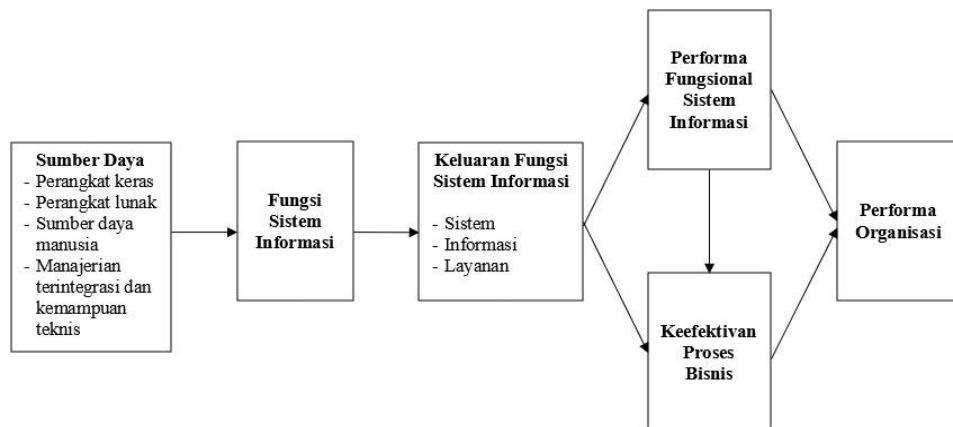 Sumber Daya
- Perangkat keras
- Perangkat lunak
- Sumber daya
manusia
- Manajerian
terintegrasi dan
kemampuan
teknis
Fungsi
Sistem
Informasi
Keluaran Fungsi
Sistem Informasi
- Sistem
- Informasi
- Layanan
Performa
Fungsional
Sistem
Informasi
Keefektivan
Proses
Bisnis
Performa
Organisasi